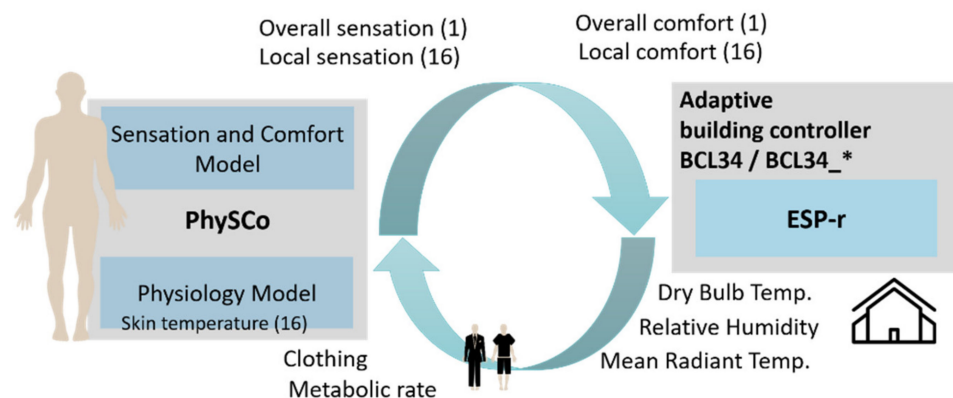 Overall sensation (1)
Local sensation (16)
Overall comfort (1)
Local comfort (16)
Sensation and Comfort
Model
PhySCo
Physiology Model
Skin temperature (16)
Adaptive
building controller
BCL34 / BCL34_*
ESP-r
Clothing
Metabolic rate
Dry Bulb Temp.
Relative Humidity
Mean Radiant Temp.